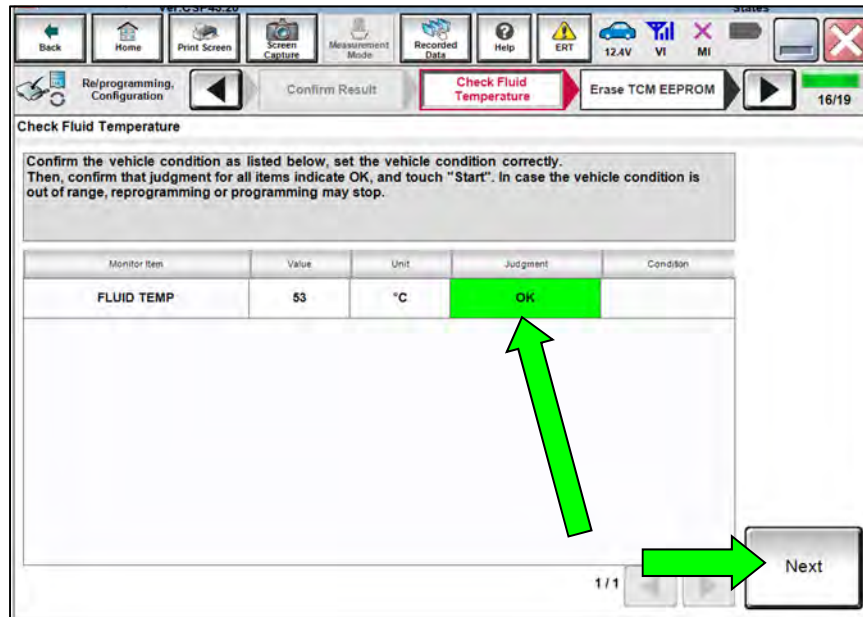 Ver.CSP45.20
States
Back
Home
Print Screen
Screen
Capture
Measurement
Mode
Recorded
Data
Help
ERT
12.4V
VI
MI
Re/programming,
Configuration
Confirm Result
Check Fluid
Temperature
Erase TCM EEPROM
16/19
Check Fluid Temperature
Confirm the vehicle condition as listed below, set the vehicle condition correctly.
Then, confirm that judgment for all items indicate OK, and touch "Start". In case the vehicle condition is
out of range, reprogramming or programming may stop.
Monitor Item
Value
Unit
Judgment
Condition
FLUID TEMP
53
°C
OK
1/1
Next